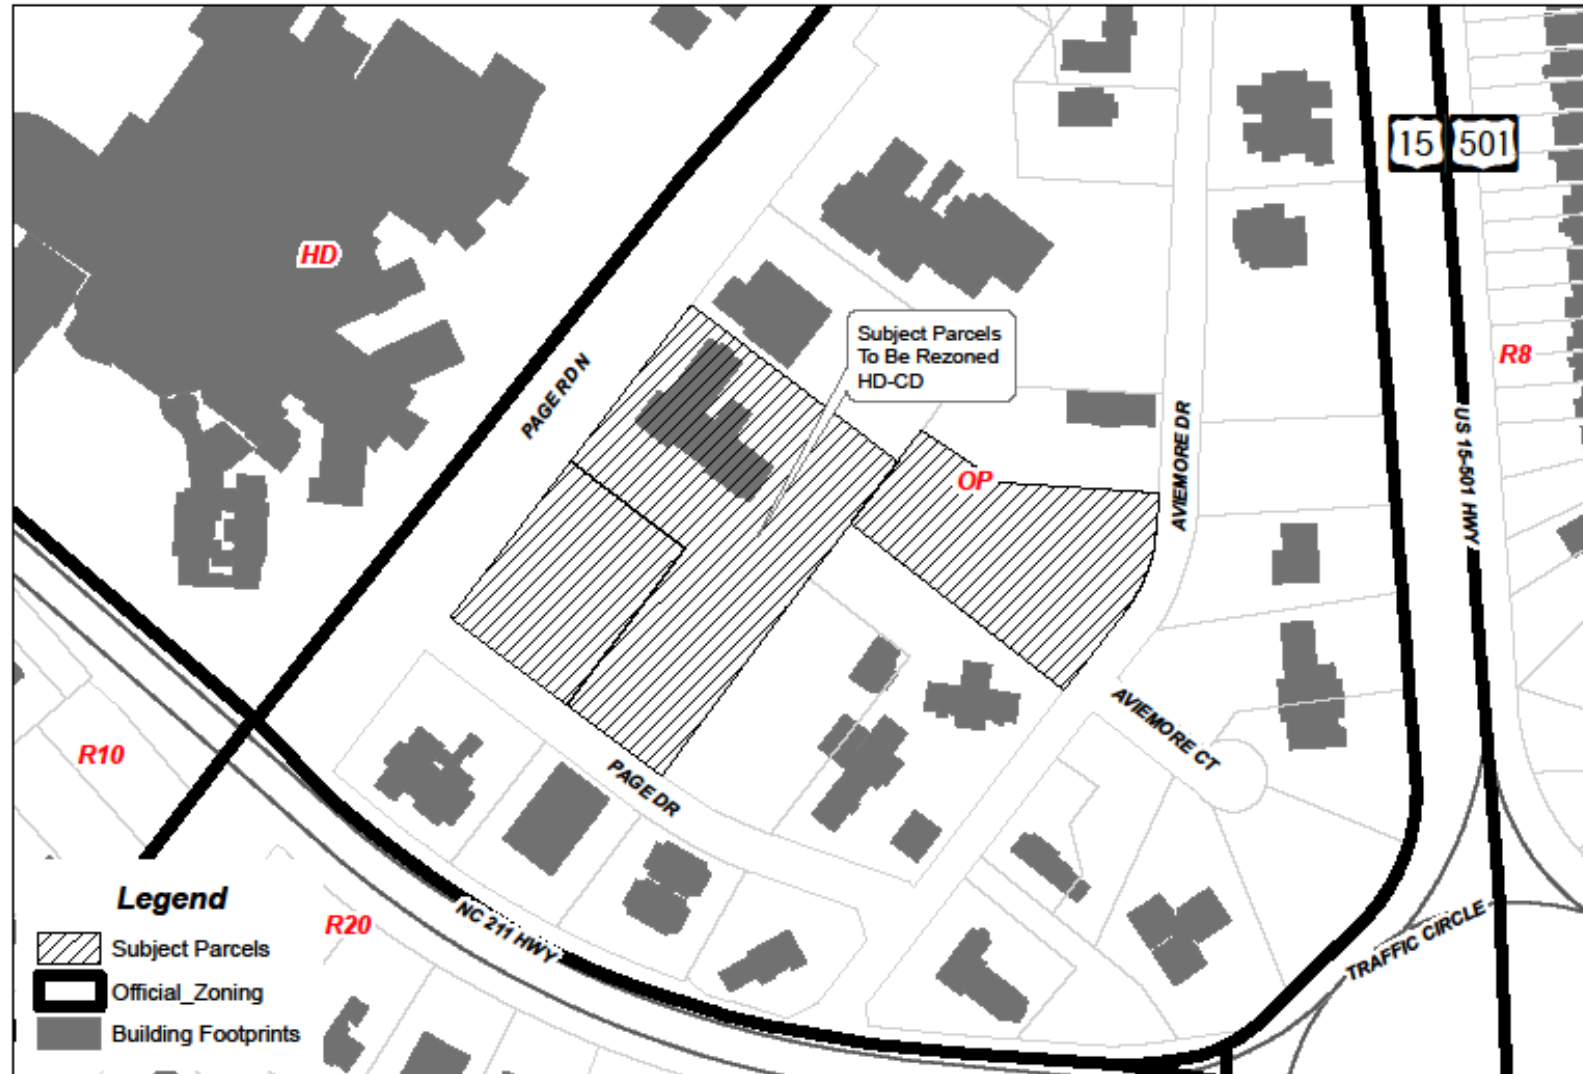 15 501
HD
Subject Parcels
To Be Rezoned
HD-CD
R8
PAGE RD N
AVIEMORE DR
US 15-501 HWY
OP
AVIEMORE CT
R10
PAGE DR
Legend
Subject Parcels
Official_Zoning
Building Footprints
R20
NC 211 HWY
TRAFFIC CIRCLE